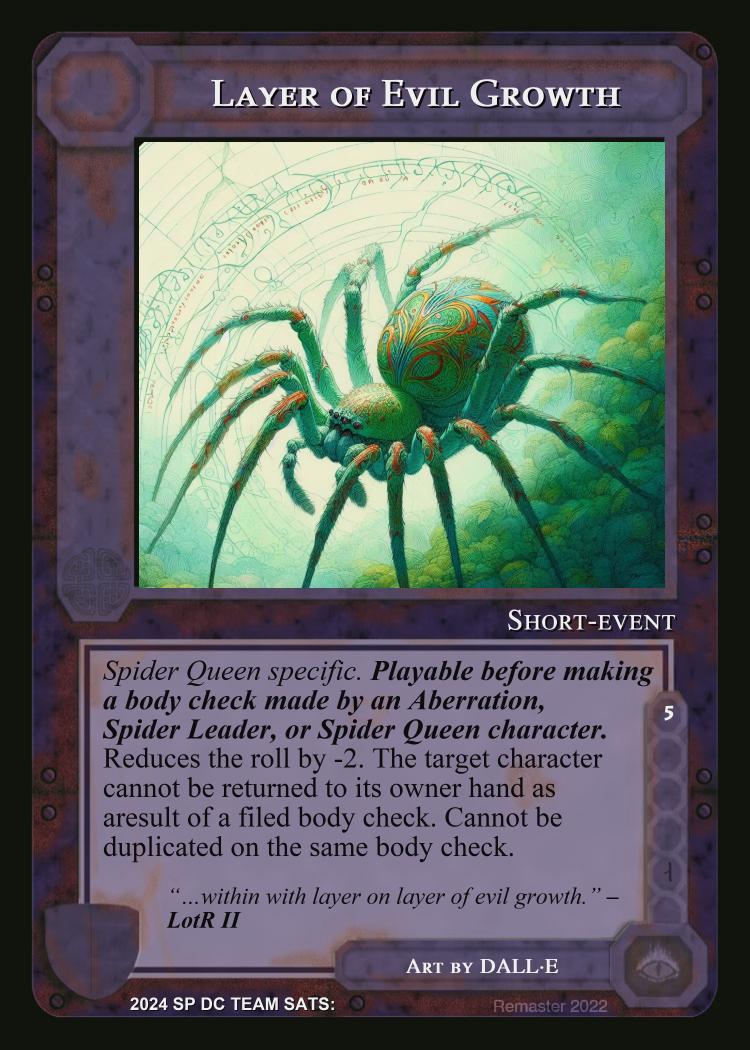 Layer of Evil Growth
Short-event
Spider Queen specific. Playable before making
a body check made by an Aberration,
Spider Leader, or Spider Queen character.
Reduces the roll by -2. The target character
cannot be returned to its owner hand as
aresult of a filed body check. Cannot be
duplicated on the same body check.
5
“...within with layer on layer of evil growth.” –
LotR II
Art by DALL·E
2024 SP DC TEAM SATS:
Remaster 2022